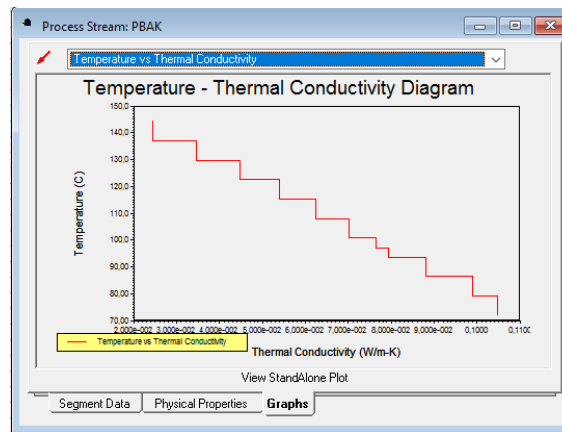 Process Stream: PBAK
Temperature vs Thermal Conductivity
Temperature - Thermal Conductivity Diagram
150,0
140,0
130,0
120,0
110,0
100,0
90,00
80,00
70,00
Temperature (C)
2,000e-002 3,000e-002 4,000e-002 5,000e-002 6,000e-002 7,000e-002 8,000e-002 9,000e-002 0,1000 0,1100
Temperature vs Thermal Conductivity
Thermal Conductivity (W/m-K)
View StandAlone Plot
Segment Data Physical Properties Graphs